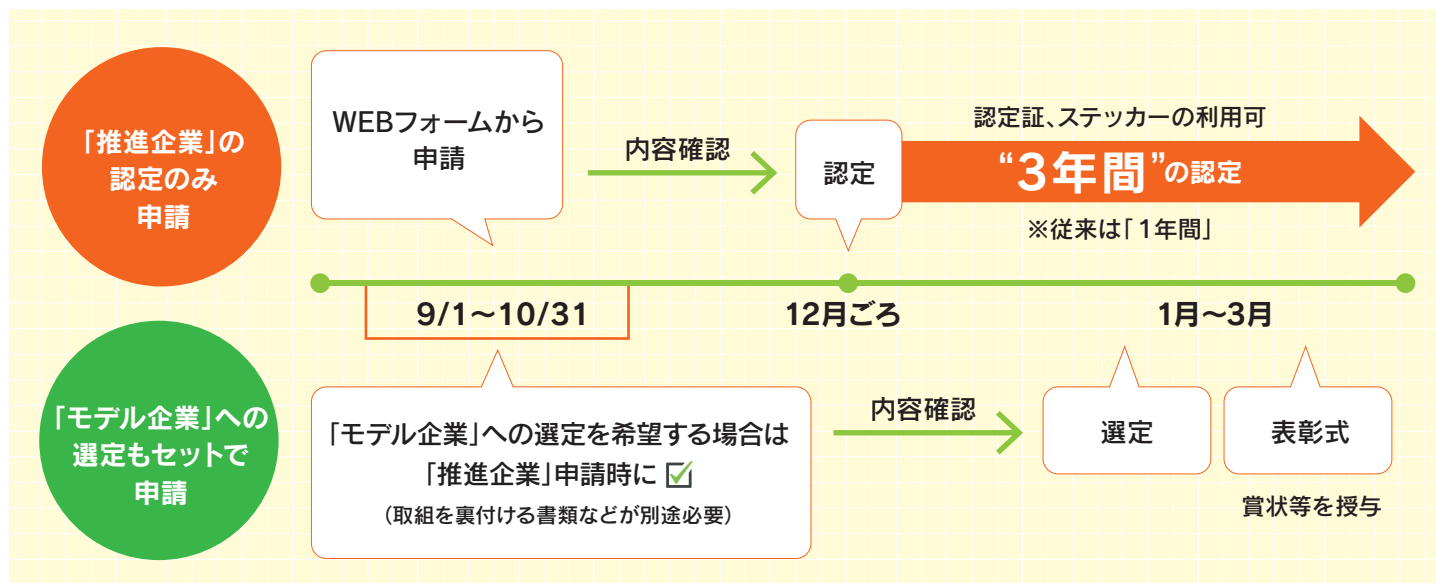 「推進企業」の
認定のみ
申請
WEBフォームから
申請
内容確認
認定
認定証、ステッカーの利用可
“3年間”の認定
※従来は「1年間」
9/1〜10/31
12月ごろ
1月〜3月
「モデル企業」への
選定もセットで
申請
「モデル企業」への選定を希望する場合は
「推進企業」申請時に ☑
（取組を裏付ける書類などが別途必要）
内容確認
選定
表彰式
賞状等を授与